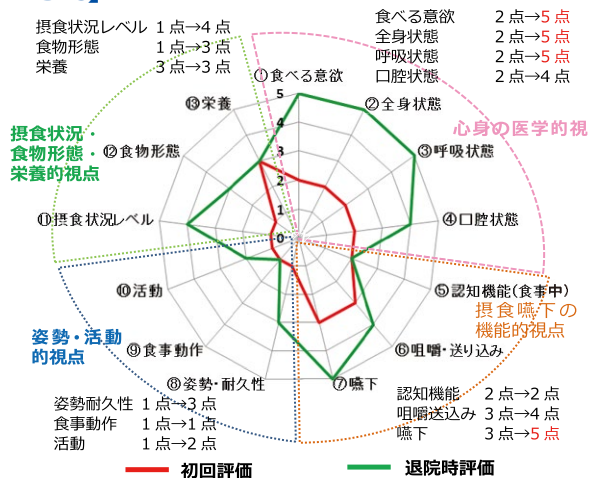 摂食状況レベル 1点→4点
食物形態 1点→3点
栄養 3点→3点
食べる意欲 2点→5点
全身状態 2点→5点
呼吸状態 2点→5点
口腔状態 2点→4点
①食べる意欲
5
⑬栄養
②全身状態
4
心身の医学的視
摂食状況・
食物形態・
栄養的視点
⑫食物形態
3
③呼吸状態
2
⑪摂食状況レベル
1
④口腔状態
0
⑩活動
⑤認知機能(食事中)
摂食嚥下の
機能的視点
姿勢・活動
的視点
⑨食事動作
⑥咀嚼・送り込み
⑧姿勢・耐久性
⑦嚥下
姿勢耐久性 1点→3点
食事動作 1点→1点
活動 1点→2点
認知機能 2点→2点
咀嚼送込み 3点→4点
嚥下 3点→5点
初回評価
退院時評価